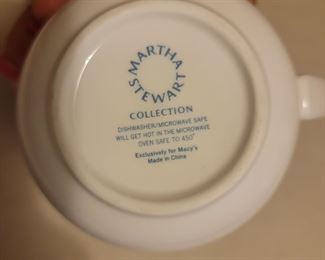 MARTHA
STEWART
COLLECTION
DISHWASHER/MICROWAVE SAFE
WILL GET HOT IN THE MICROWAVE
OVEN SAFE TO 450°
Exclusively for Macy's
Made in China